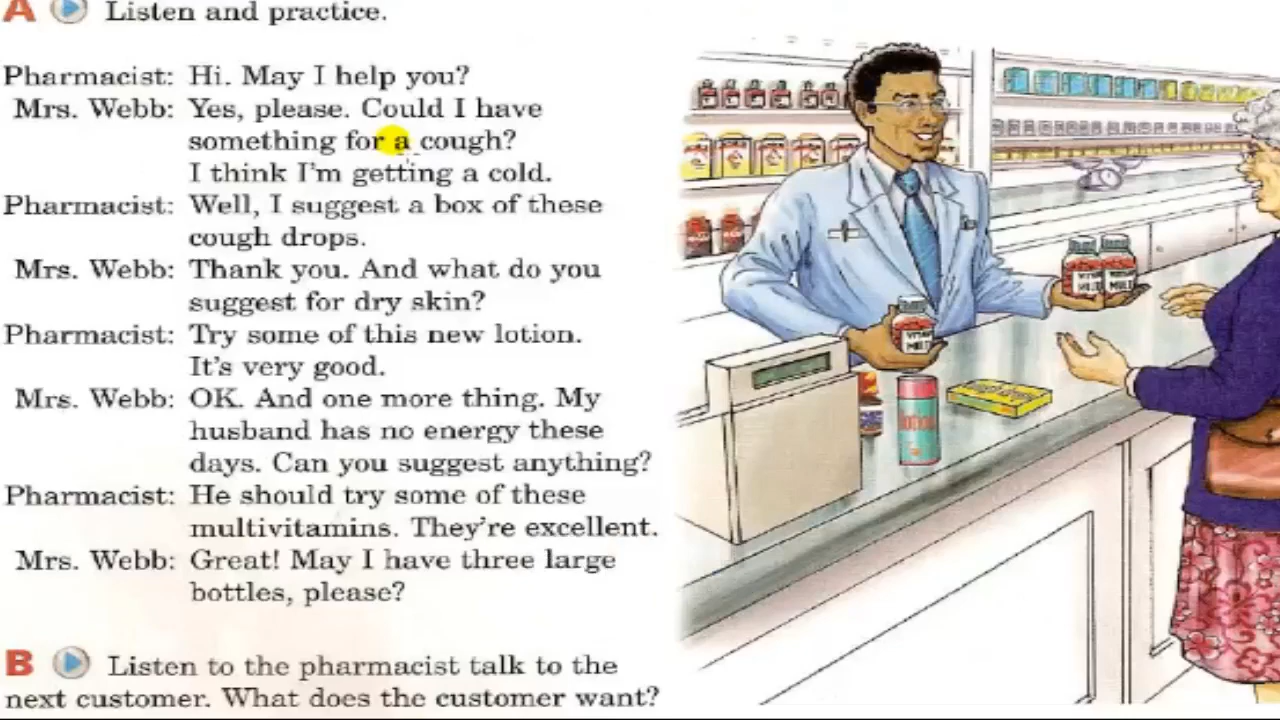 A Listen and practice.
Pharmacist: Hi. May I help you?
Mrs. Webb: Yes, please. Could I have
something for a cough?
I think I'm getting a cold.
Pharmacist: Well, I suggest a box of these
cough drops.
Mrs. Webb: Thank you. And what do you
suggest for dry skin?
Pharmacist: Try some of this new lotion.
It's very good.
Mrs. Webb: OK. And one more thing. My
husband has no energy these
days. Can you suggest anything?
Pharmacist: He should try some of these
multivitamins. They're excellent.
Mrs. Webb: Great! May I have three large
bottles, please?
B Listen to the pharmacist talk to the
next customer. What does the customer want?